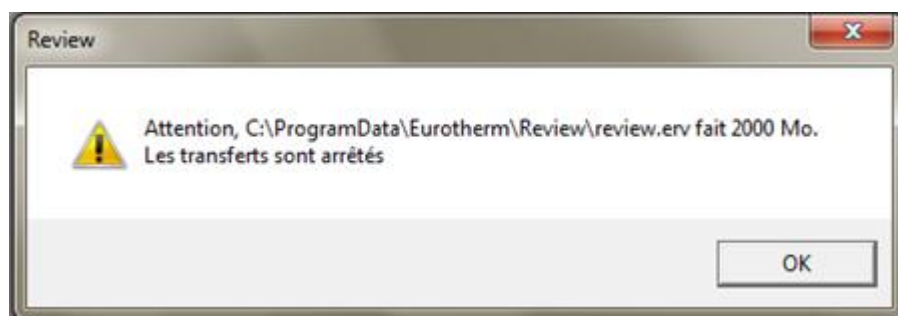 Review
Attention, C:\ProgramData\Eurotherm\Review\review.erv fait 2000 Mo.
Les transferts sont arrêtés
OK